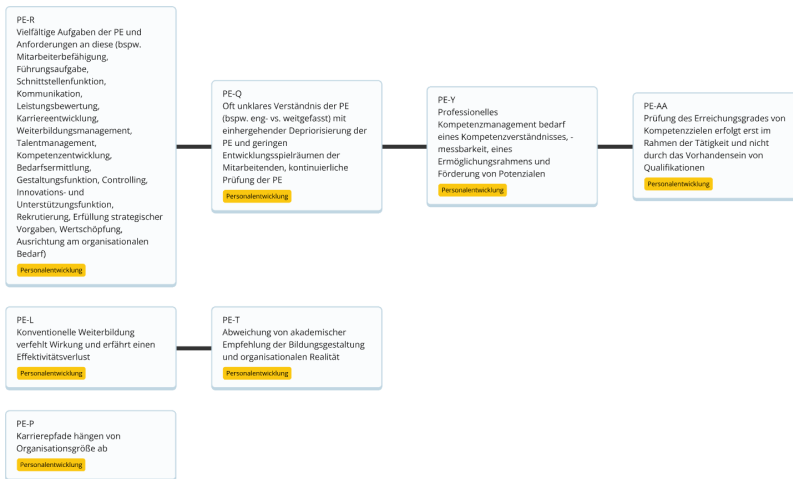 PE-R
Vielfältige Aufgaben der PE und
Anforderungen an diese (bspw.
Mitarbeiterbefähigung,
Führungsaufgabe,
Schnittstellenfunktion,
Kommunikation,
Leistungsbewertung,
Karriereentwicklung,
Weiterbildungsmanagement,
Talentmanagement,
Kompetenzentwicklung,
Bedarfsermittlung,
Gestaltungsfunktion, Controlling,
Innovations- und
Unterstützungsfunktion,
Rekrutierung, Erfüllung strategischer
Vorgaben, Wertschöpfung,
Ausrichtung am organisationalen
Bedarf)
Personalentwicklung
PE-Q
Oft unklares Verständnis der PE
(bspw. eng- vs. weitgefasst) mit
einhergehender Depriorisierung der
PE und geringen
Entwicklungsspielräumen der
Mitarbeitenden, kontinuierliche
Prüfung der PE
Personalentwicklung
PE-Y
Professionelles
Kompetenzmanagement bedarf
eines Kompetenzverständnisses, -
messbarkeit, eines
Ermöglichungsrahmens und
Förderung von Potenzialen
Personalentwicklung
PE-AA
Prüfung des Erreichungsgrades von
Kompetenzzielen erfolgt erst im
Rahmen der Tätigkeit und nicht
durch das Vorhandensein von
Qualifikationen
Personalentwicklung
PE-L
Konventionelle Weiterbildung
verfehlt Wirkung und erfährt einen
Effektivitätsverlust
Personalentwicklung
PE-T
Abweichung von akademischer
Empfehlung der Bildungsgestaltung
und organisationalen Realität
Personalentwicklung
PE-P
Karrierepfade hängen von
Organisationsgröße ab
Personalentwicklung